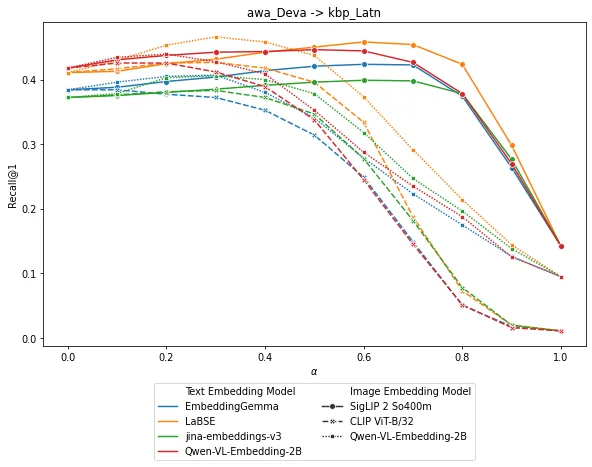 awa_Deva -> kbp_Latn
Recall@1
0.4
0.3
0.2
0.1
0.0
0.0 0.2 0.4 0.6 0.8 1.0
α
Text Embedding Model
EmbeddingGemma
LaBSE
jina-embeddings-v3
Qwen-VL-Embedding-2B
Image Embedding Model
SigLIP 2 So400m
CLIP ViT-B/32
Qwen-VL-Embedding-2B